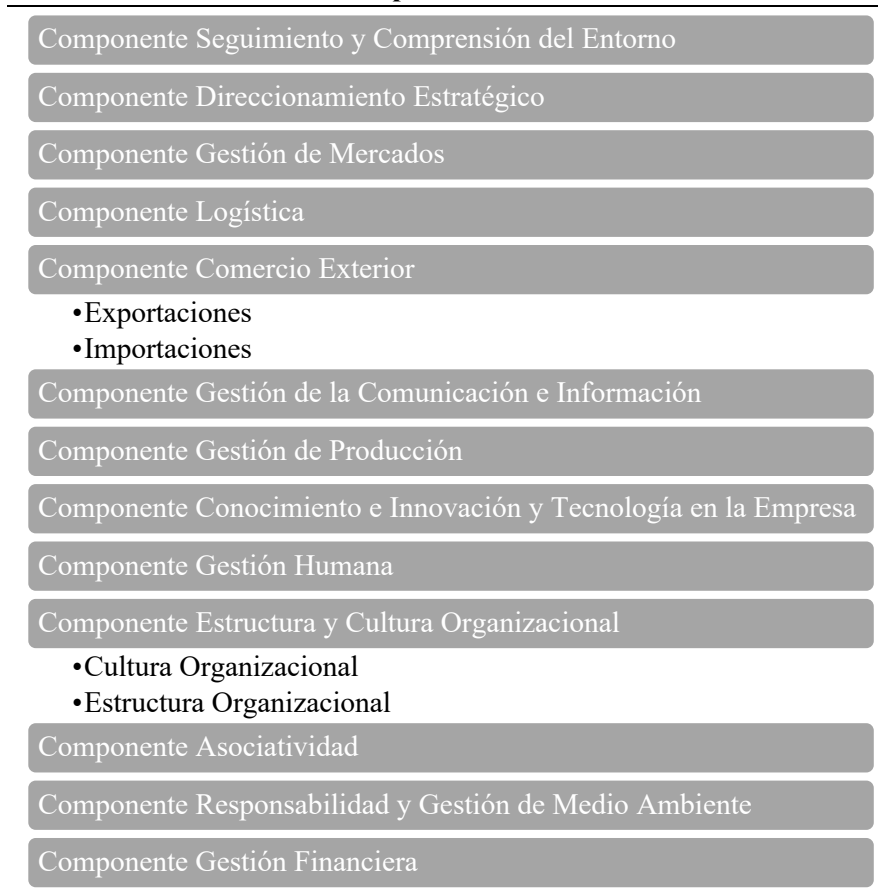 Componente Seguimiento y Comprensión del Entorno
Componente Direccionamiento Estratégico
Componente Gestión de Mercados
Componente Logística
Componente Comercio Exterior
•Exportaciones
•Importaciones
Componente Gestión de la Comunicación e Información
Componente Gestión de Producción
Componente Conocimiento e Innovación y Tecnología en la Empresa
Componente Gestión Humana
Componente Estructura y Cultura Organizacional
•Cultura Organizacional
•Estructura Organizacional
Componente Asociatividad
Componente Responsabilidad y Gestión de Medio Ambiente
Componente Gestión Financiera